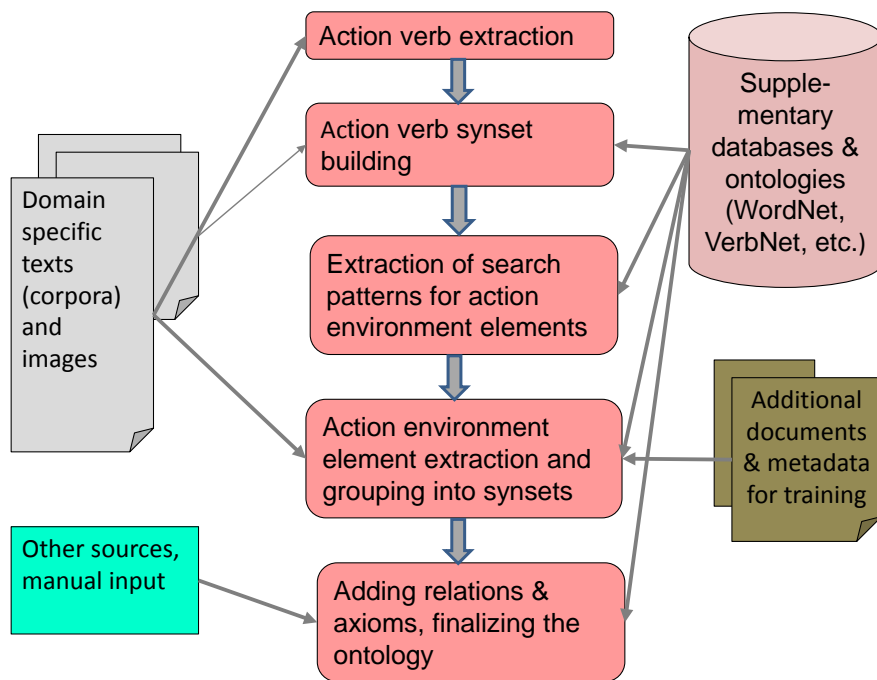 Action verb extraction
Action verb synset
building
Supple-
mentary
databases &
ontologies
(WordNet,
VerbNet, etc.)
Domain
specific
texts
(corpora)
and
images
Extraction of search
patterns for action
environment elements
Action environment
element extraction and
grouping into synsets
Additional
documents
& metadata
for training
Other sources,
manual input
Adding relations &
axioms, finalizing the
ontology